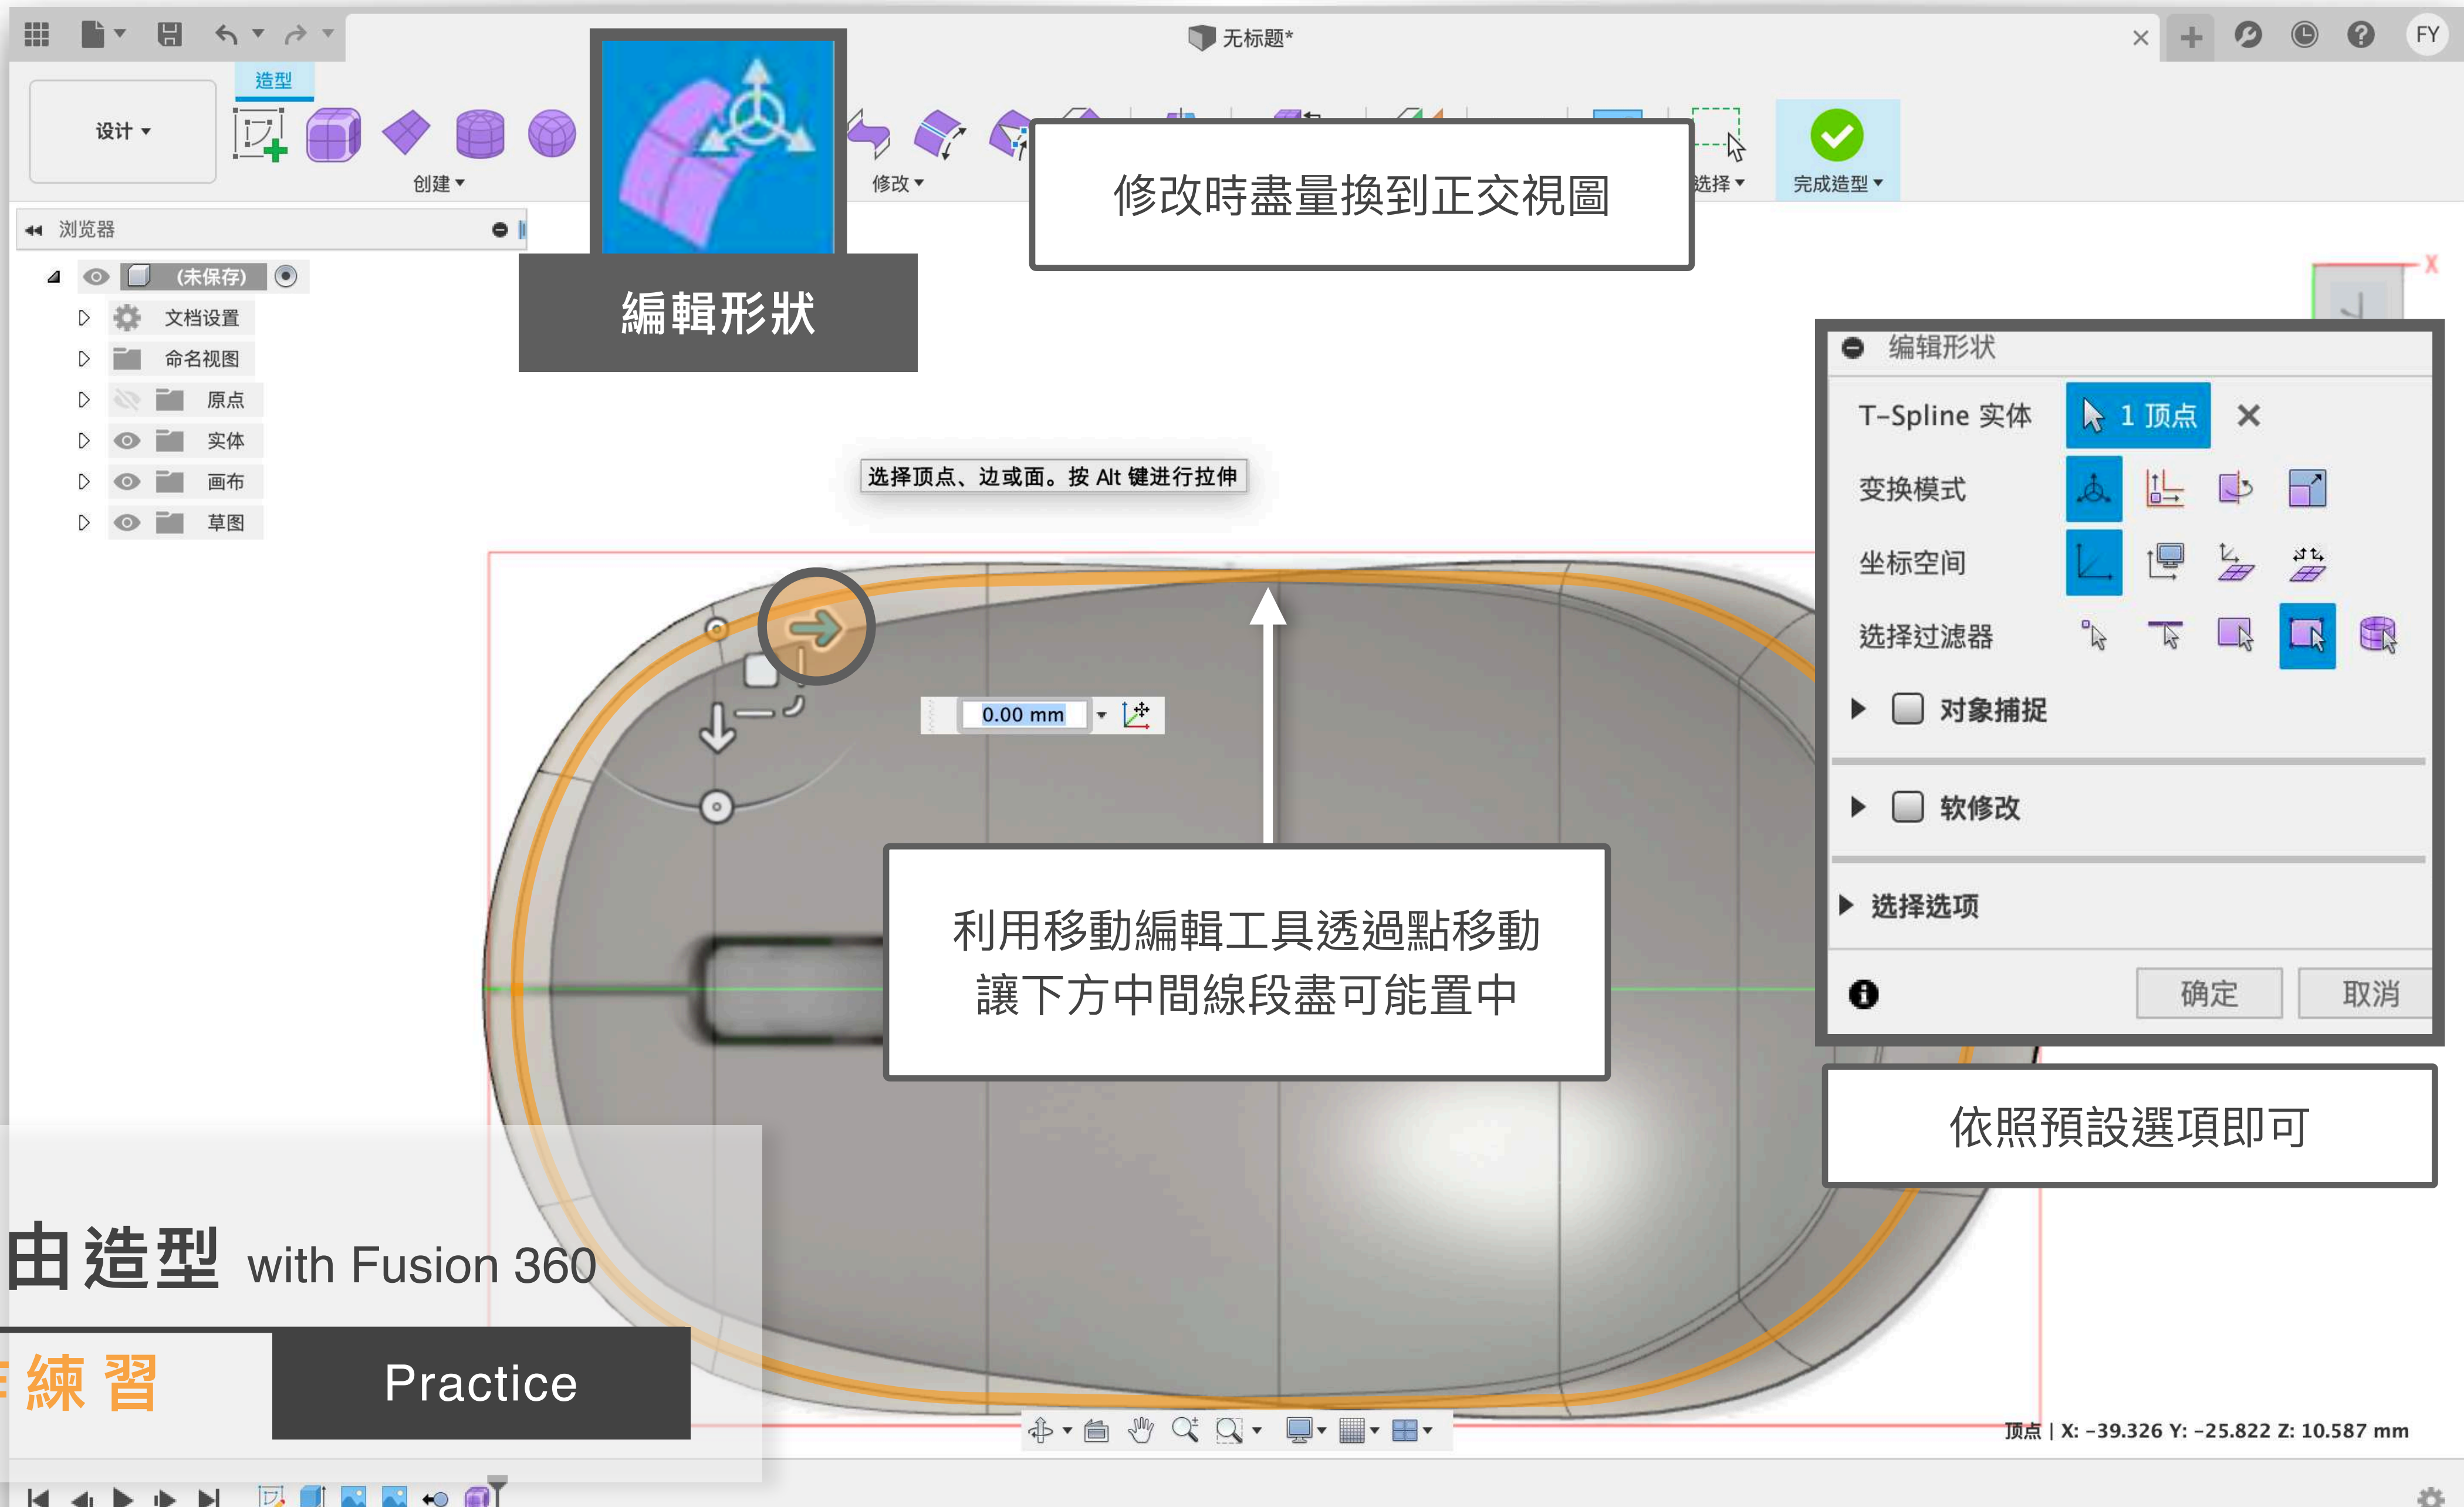 无标题*
FY
造型
设计
创建
修改
选择
完成造型
修改時盡量換到正交視圖
浏览器
(未保存)
文档设置
命名视图
原点
实体
画布
草图
編輯形狀
X
编辑形状
T-Spline 实体
1 顶点
变换模式
坐标空间
选择过滤器
对象捕捉
软修改
选择选项
确定
取消
选择顶点、边或面。按 Alt 键进行拉伸
0.00 mm
利用移動編輯工具透過點移動
讓下方中間線段盡可能置中
依照預設選項即可
由造型 with Fusion 360
練習
Practice
顶点 | X: -39.326 Y: -25.822 Z: 10.587 mm